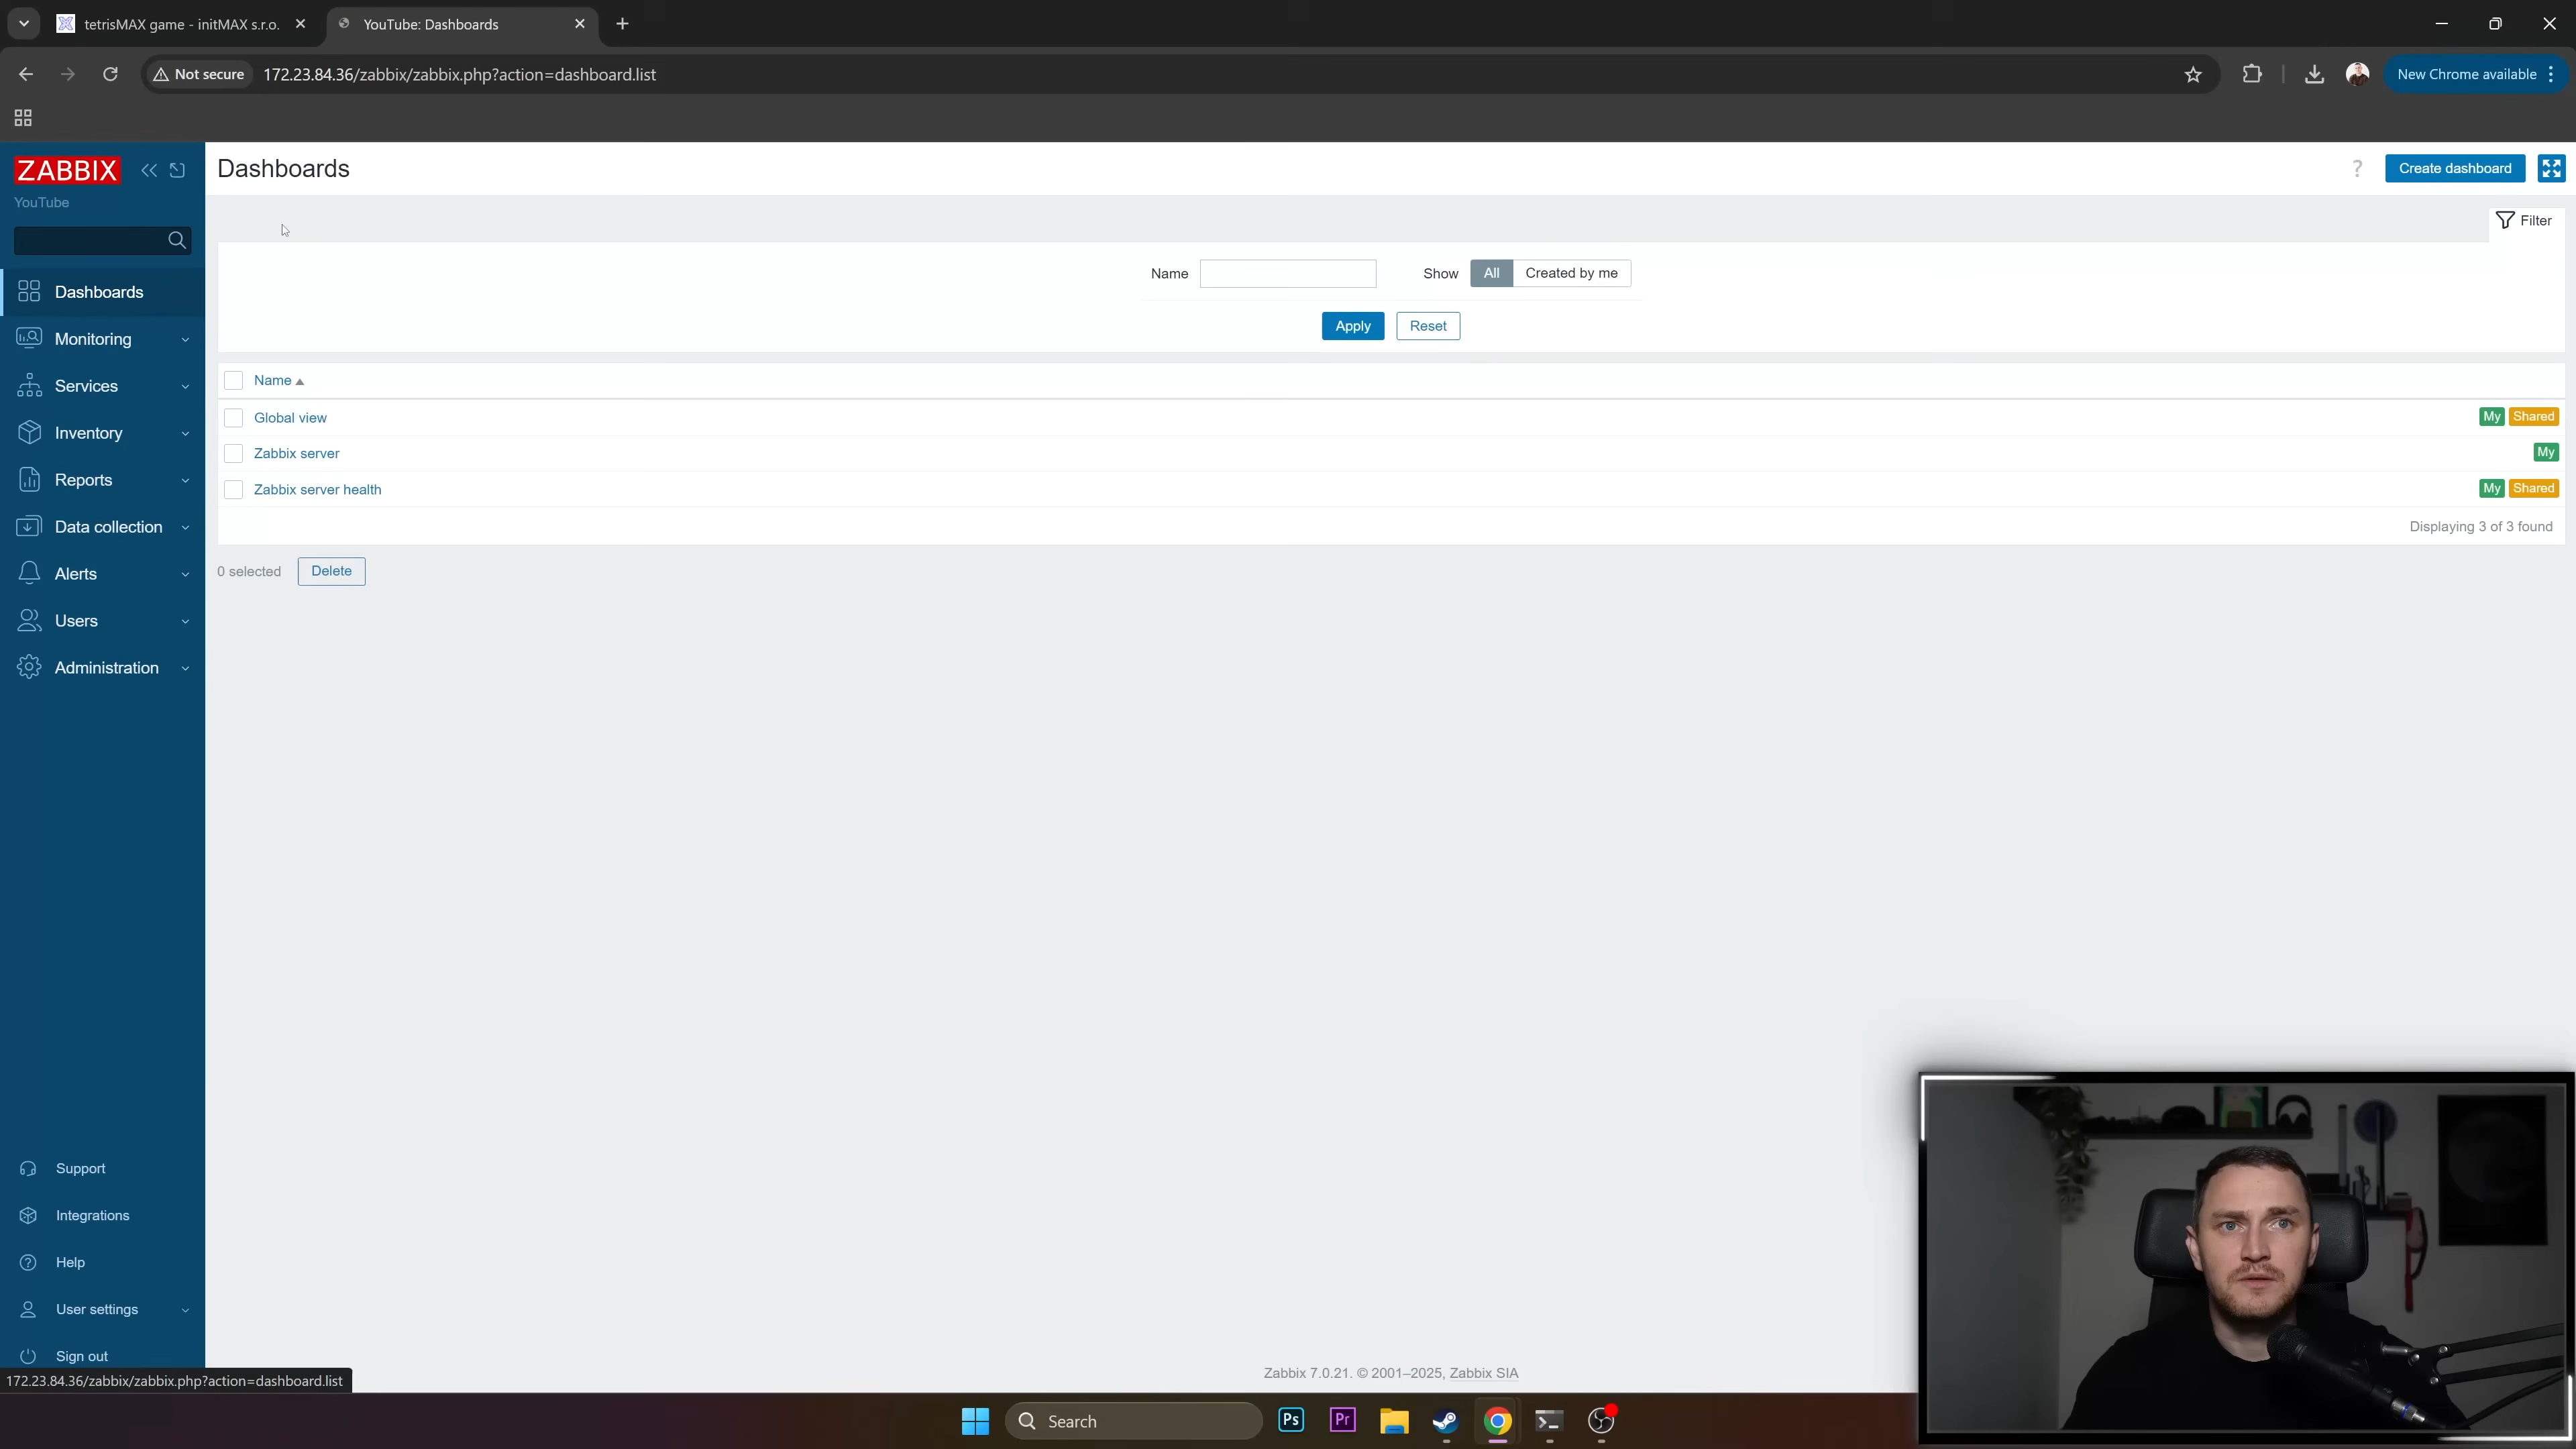 tetrisMAX game - initMAX s.r.o.
YouTube: Dashboards
Not secure
172.23.84.36/zabbix/zabbix.php?action=dashboard.list
New Chrome available
ZABBIX
YouTube
Dashboards
Monitoring
Services
Inventory
Reports
Data collection
Alerts
Users
Administration
Support
Integrations
Help
User settings
Sign out
172.23.84.36/zabbix/zabbix.php?action=dashboard.list
Dashboards
? Create dashboard
Filter
Name Show All Created by me
Apply Reset
Name
Global view My Shared
Zabbix server My
Zabbix server health My Shared
Displaying 3 of 3 found
0 selected Delete
Zabbix 7.0.21. © 2001–2025, Zabbix SIA
Search
Ps
Pr